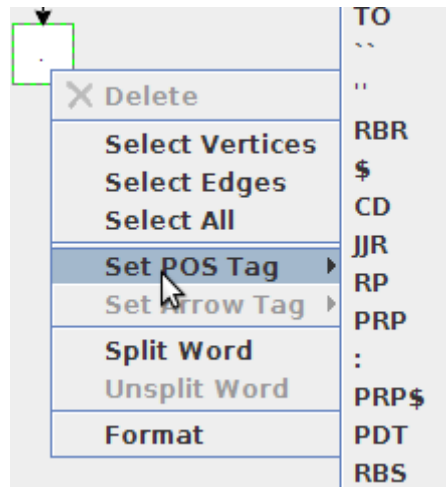 .
Delete
Select Vertices
Select Edges
Select All
Set POS Tag
Set Arrow Tag
Split Word
Unsplit Word
Format
TO
``
''
RBR
$
CD
JJR
RP
PRP
:
PRP$
PDT
RBS